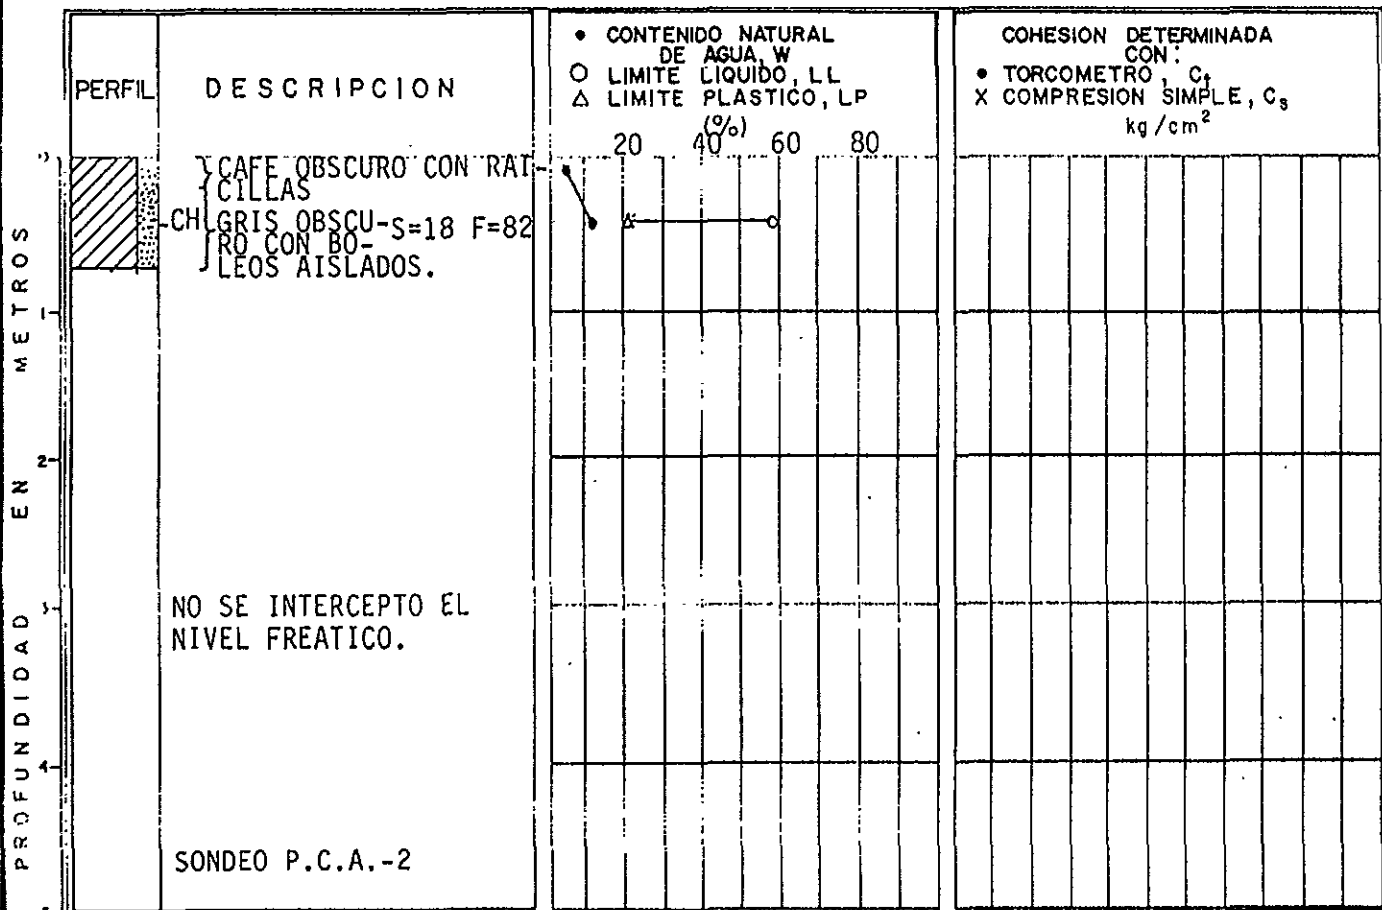 PERFIL
DESCRIPCION
• CONTENIDO NATURAL
DE AGUA, W
○ LIMITE LIQUIDO, LL
△ LIMITE PLASTICO, LP
(%)
20 40 60 80
COHESION DETERMINADA
CON:
• TORCOMETRO, Ct
X COMPRESION SIMPLE, Cs
kg/cm²
CAFE OBSCURO CON RAI-
CILLAS
CH GRIS OBSCU- S=18 F=82
RO CON BO-
LEOS AISLADOS.
PROFUNDIDAD EN METROS
1
2
NO SE INTERCEPTO EL
NIVEL FREATICO.
4
SONDEO P.C.A.-2